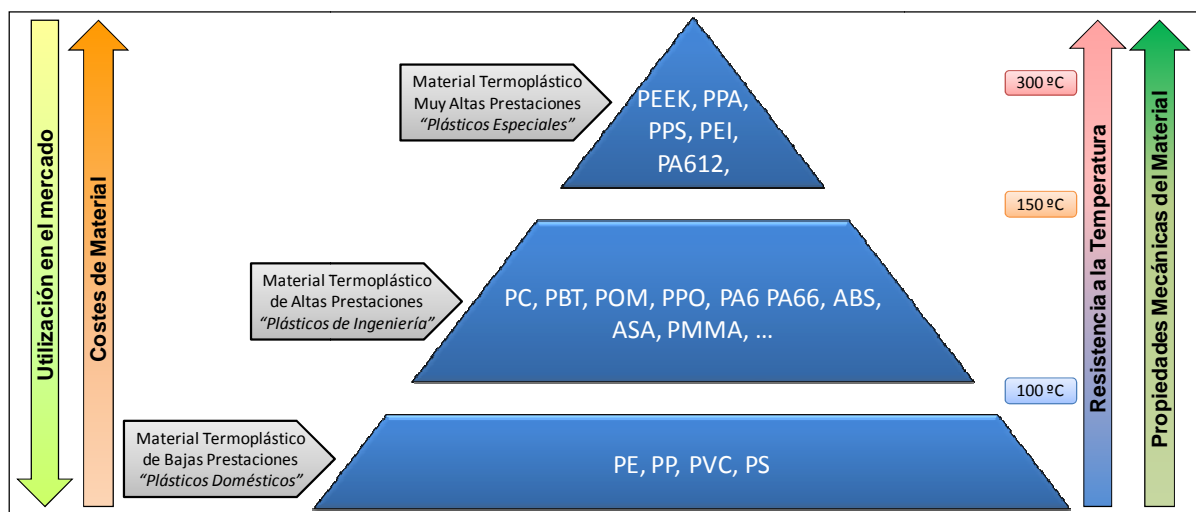 Utilización en el mercado
Costes de Material
Material Termoplástico
Muy Altas Prestaciones
“Plásticos Especiales”
PEEK, PPA,
PPS, PEI,
PA612,
Material Termoplástico
de Altas Prestaciones
“Plásticos de Ingeniería”
PC, PBT, POM, PPO, PA6 PA66, ABS,
ASA, PMMA, ...
Material Termoplástico
de Bajas Prestaciones
“Plásticos Domésticos”
PE, PP, PVC, PS
300 ºC
150 ºC
100 ºC
Resistencia a la Temperatura
Propiedades Mecánicas del Material